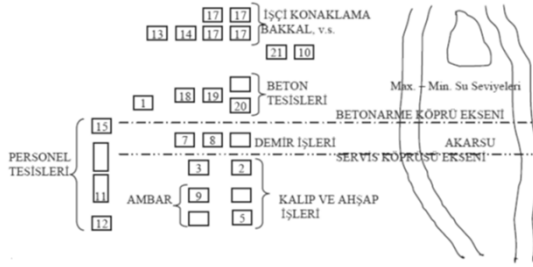 17 17 İŞÇİ KONAKLAMA
13 14 17 17 BAKKAL, v.s.
21 10
BETON
TESİSLERİ
Max. – Min. Su Seviyeleri
1 18 19 20
BETONARME KÖPRÜ EKSENİ
15
7 8 DEMİR İŞLERİ AKARSU
PERSONEL
TESİSLERİ
SERVİS KÖPRÜSÜ EKSENİ
3 2
11
AMBAR 9 KALIP VE AHŞAP
İŞLERİ
12 5